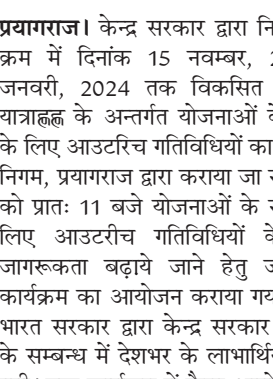 प्रयागराज। केन्द्र सरकार द्वारा नि
क्रम में दिनांक 15 नवम्बर, 2
जनवरी, 2024 तक विकसित
यात्राह्लह्ल के अन्तर्गत योजनाओं वे
के लिए आउटरिच गतिविधियों का
निगम, प्रयागराज द्वारा कराया जा र
को प्रातः 11 बजे योजनाओं के र
लिए आउटरीच गतिविधियों वे
जागरूकता बढ़ाये जाने हेतु ज
कार्यक्रम का आयोजन कराया गय
भारत सरकार द्वारा केन्द्र सरकार
के सम्बन्ध में देशभर के लाभार्थि